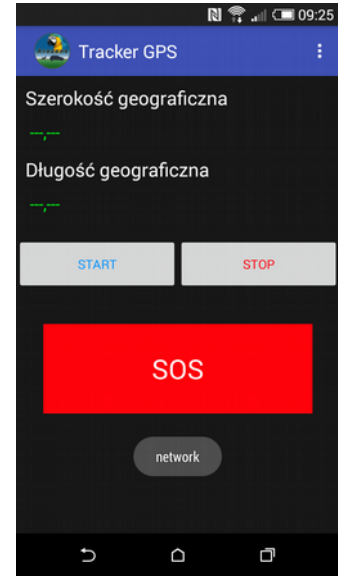 09:25
Tracker GPS
Szerokość geograficzna
---,---
Długość geograficzna
---,---
START STOP
SOS
network